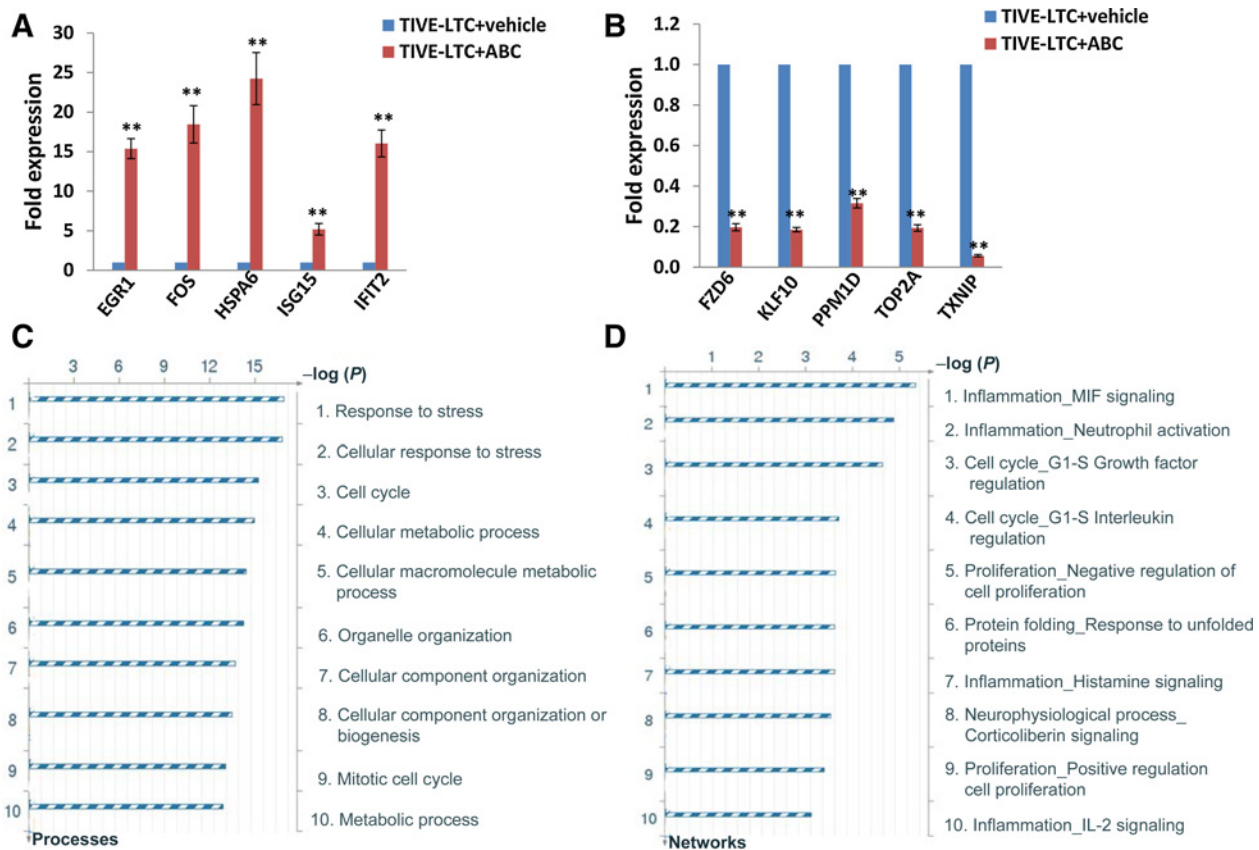 A
TIVE-LTC+vehicle
TIVE-LTC+ABC
Fold expression
30
25
20
15
10
5
0
**
**
**
**
**
EGR1
FOS
HSPA6
ISG15
IFIT2
B
TIVE-LTC+vehicle
TIVE-LTC+ABC
Fold expression
1.2
1.0
0.8
0.6
0.4
0.2
0.0
**
**
**
**
**
FZD6
KLF10
PPM1D
TOP2A
TXNIP
C
3 6 9 12 15
–log (P)
1
2
3
4
5
6
7
8
9
10
Processes
1. Response to stress
2. Cellular response to stress
3. Cell cycle
4. Cellular metabolic process
5. Cellular macromolecule metabolic
process
6. Organelle organization
7. Cellular component organization
8. Cellular component organization or
biogenesis
9. Mitotic cell cycle
10. Metabolic process
D
1 2 3 4 5
–log (P)
1
2
3
4
5
6
7
8
9
10
Networks
1. Inflammation_MIF signaling
2. Inflammation_Neutrophil activation
3. Cell cycle_G1-S Growth factor
regulation
4. Cell cycle_G1-S Interleukin
regulation
5. Proliferation_Negative regulation of
cell proliferation
6. Protein folding_Response to unfolded
proteins
7. Inflammation_Histamine signaling
8. Neurophysiological process_
Corticoliberin signaling
9. Proliferation_Positive regulation
cell proliferation
10. Inflammation_IL-2 signaling